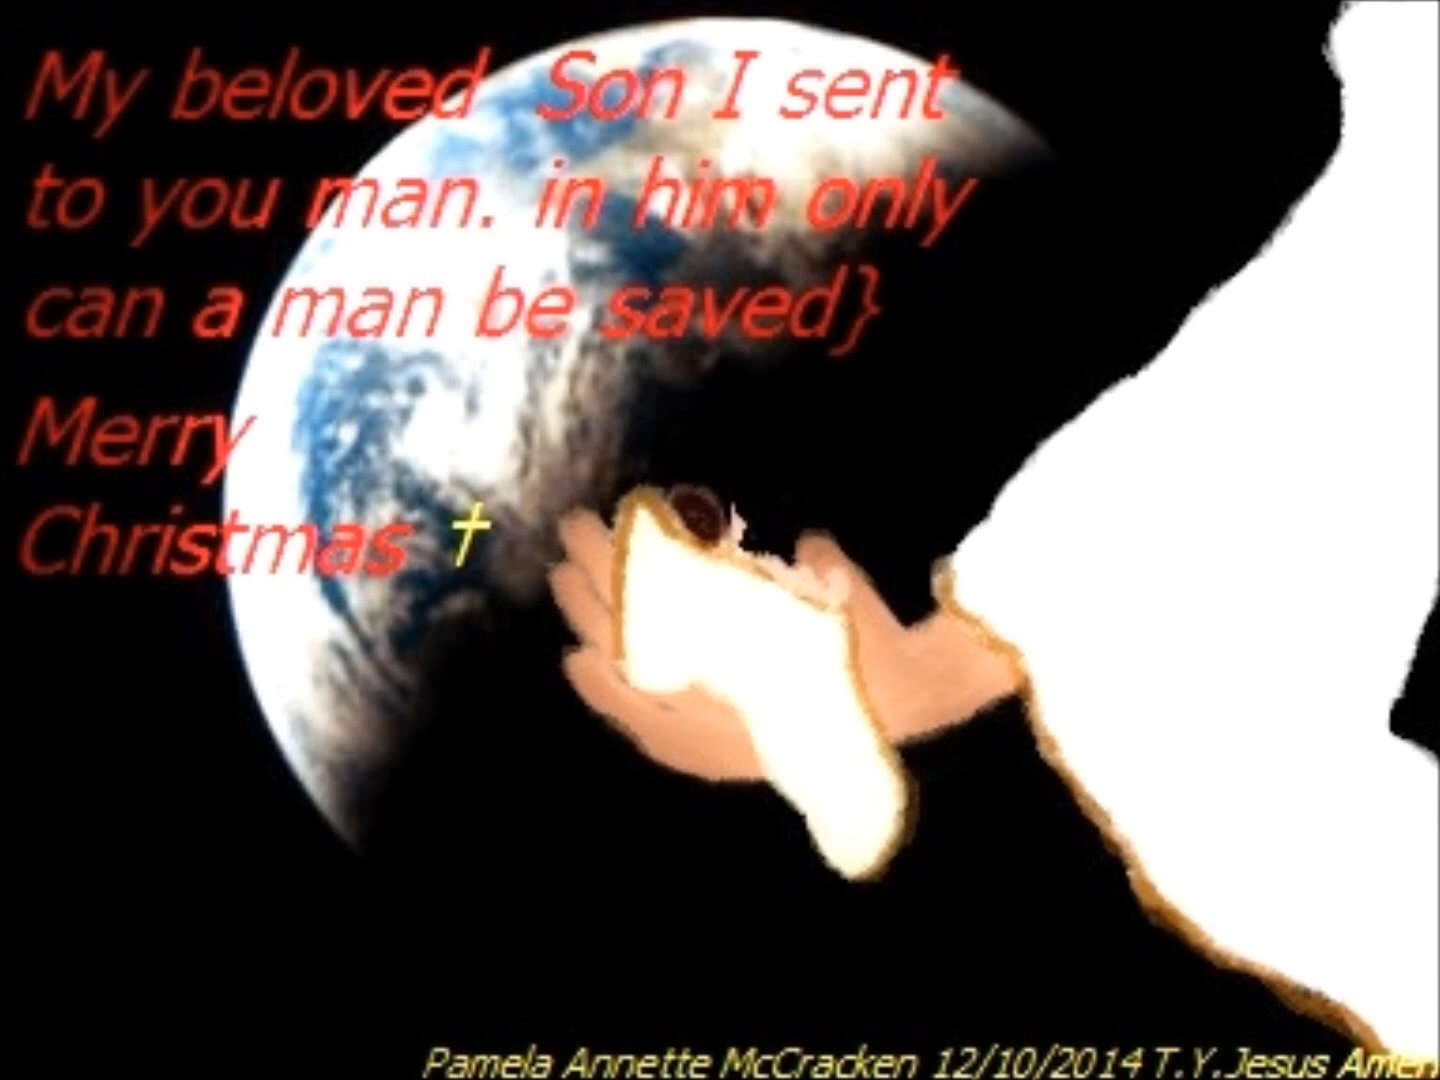 My beloved Son I sent
to you man. in him only
can a man be saved}
Merry
Christmas †
Pamela Annette McCracken 12/10/2014 T.Y.Jesus Amen